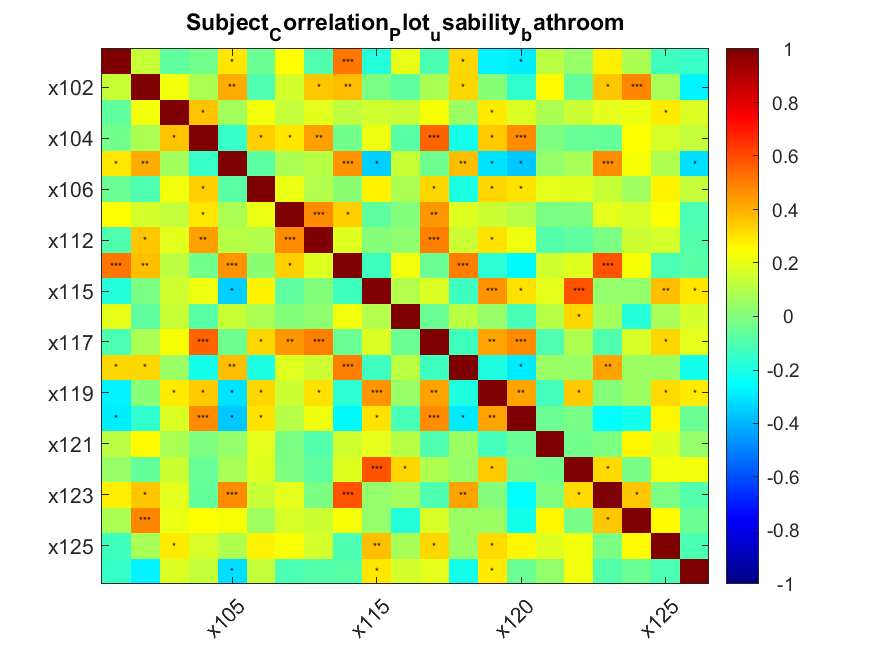 Subject_Correlation_Plot_usability_bathroom
* *** * *
x102 ** * ** * * ***
* * *
x104 * * * ** *** * ***
* ** *** * ** * * *** *
x106 * * * *
* *** * **
x112 * ** *** *** *
*** ** *** * *** ***
x115 * *** * *** ** *
*
x117 *** * ** *** ** *** *
* * ** *** * **
x119 * * * * * *** ** ** * * *
* *** * * * *** * **
x121
*** * * *
x123 * *** *** ** * *
*** *
x125 * ** * *
* * *
x105 x115 x120 x125
1
0.8
0.6
0.4
0.2
0
-0.2
-0.4
-0.6
-0.8
-1